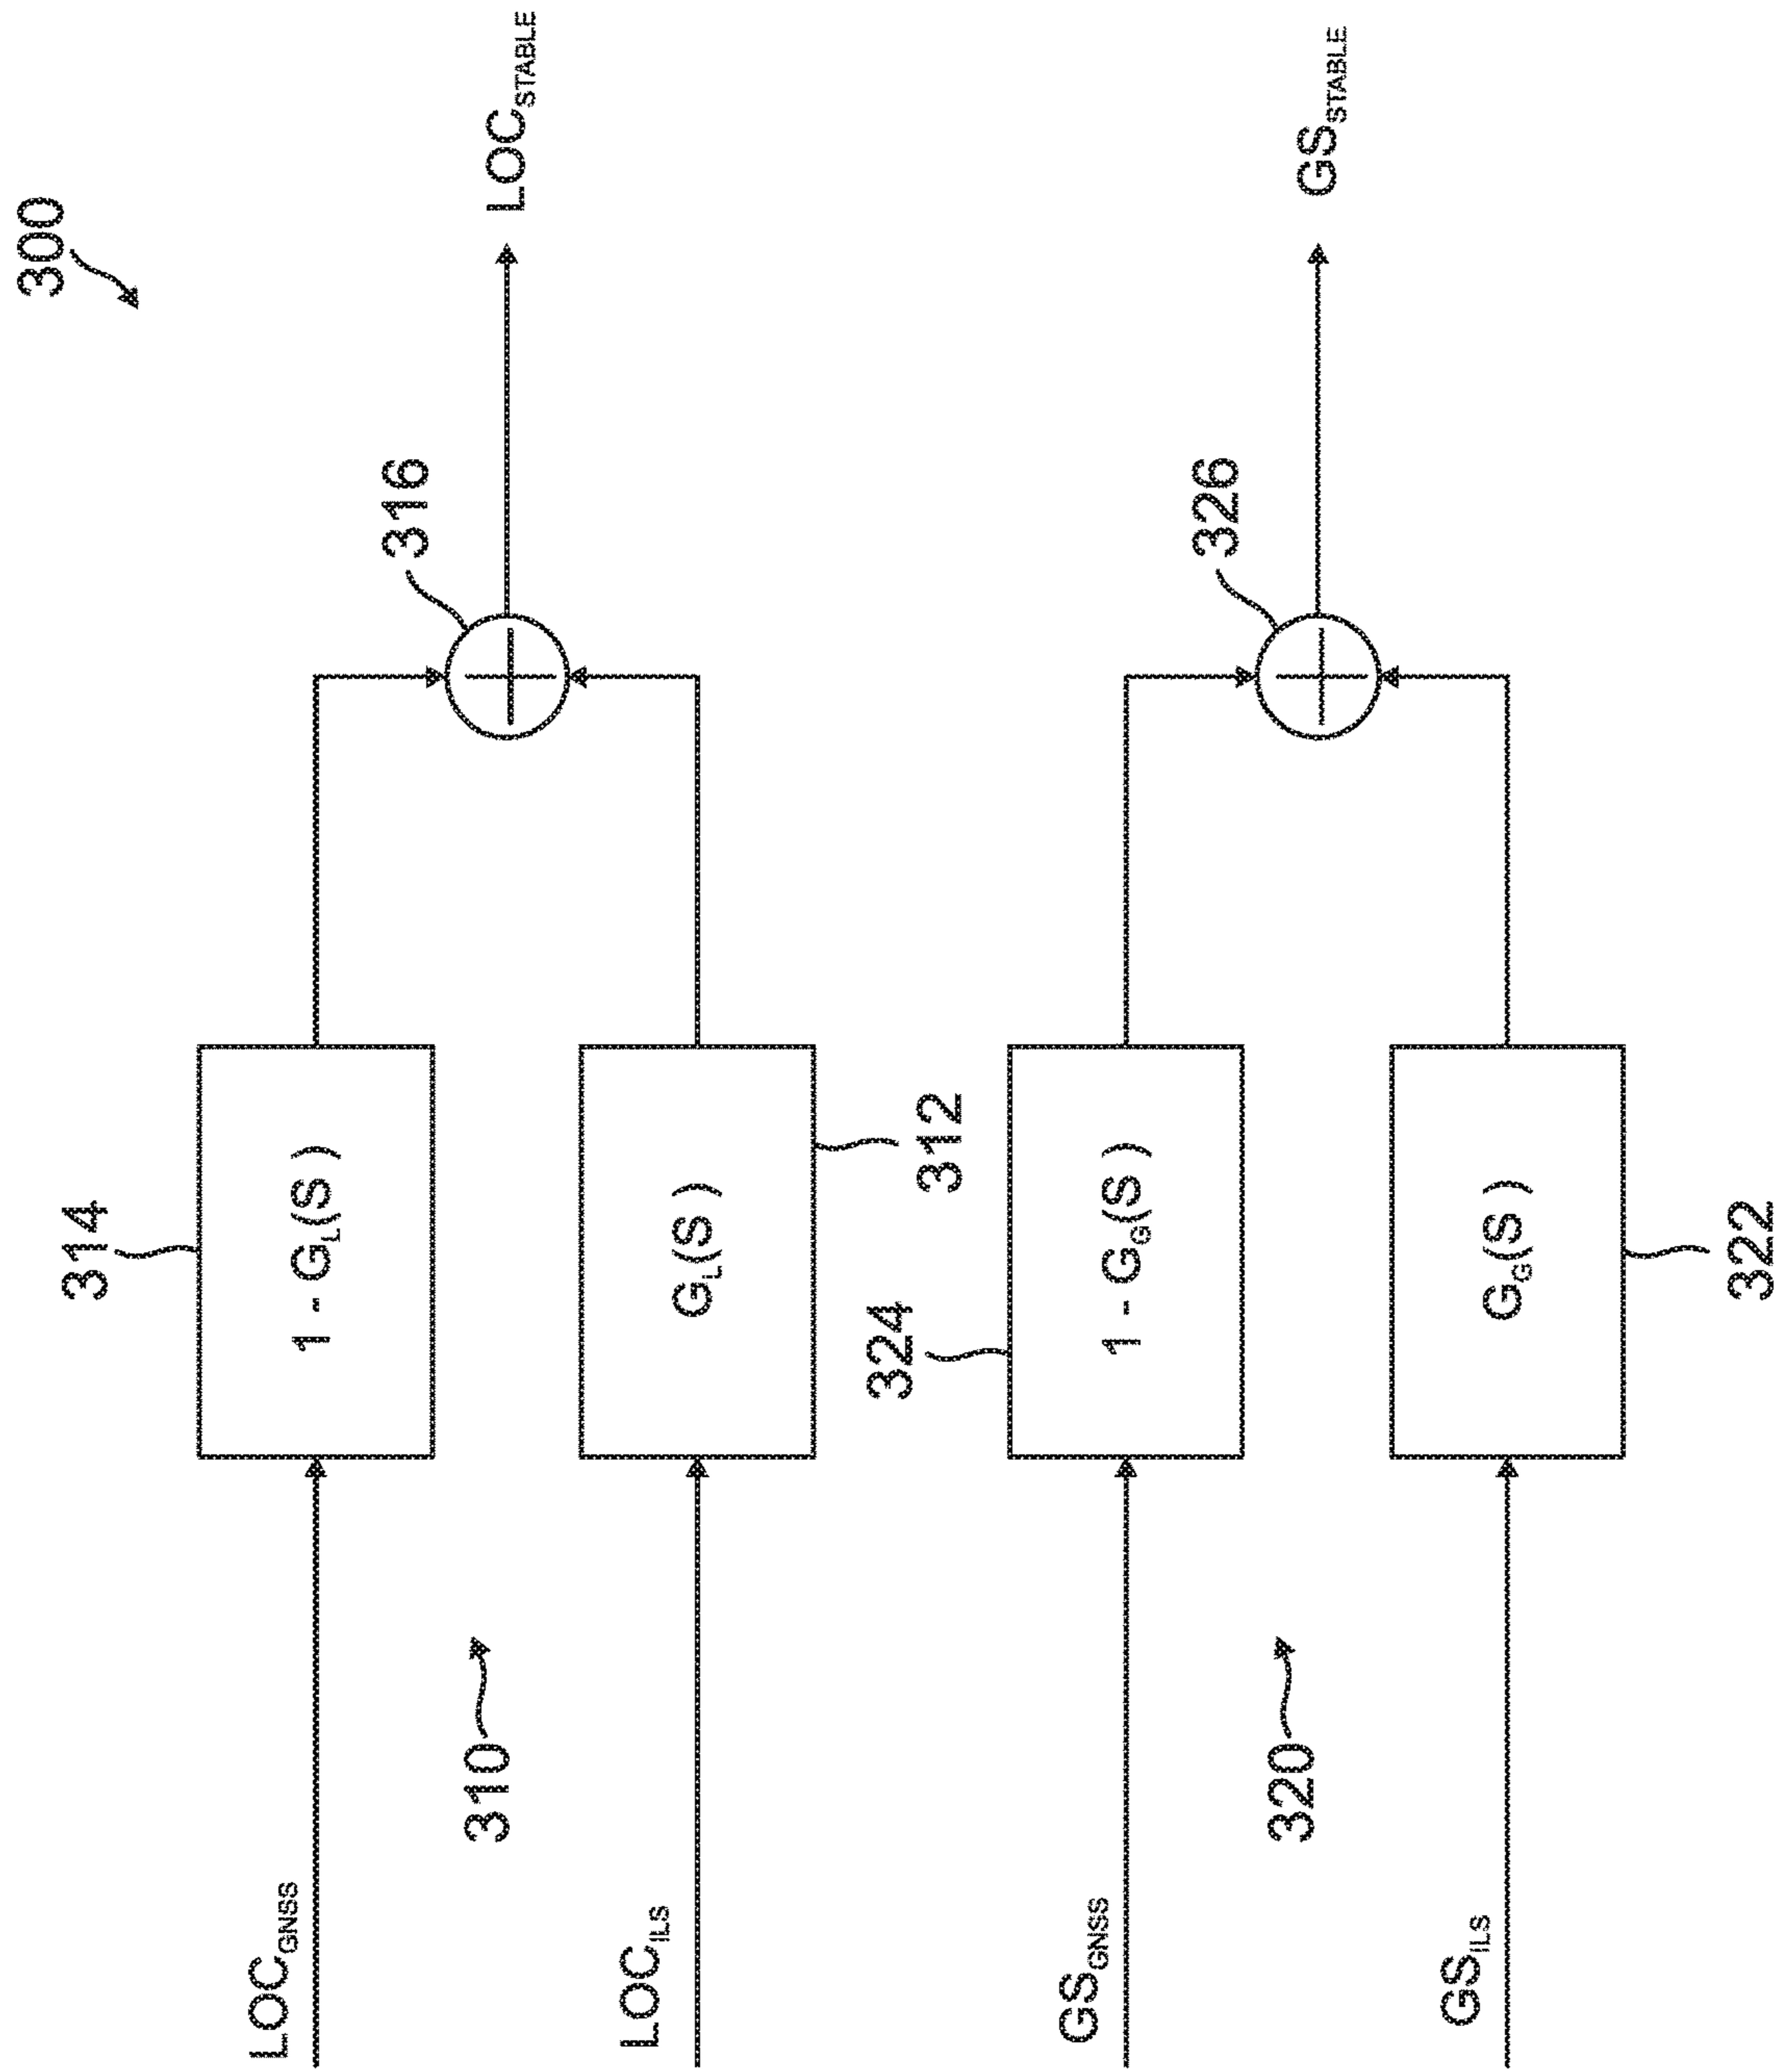 300
LOC_GNSS
314
1 - G_L(S)
316
LOC_STABLE
310
LOC_ILS
G_L(S)
312
GS_GNSS
324
1 - G_G(S)
326
GS_STABLE
320
GS_ILS
G_G(S)
322